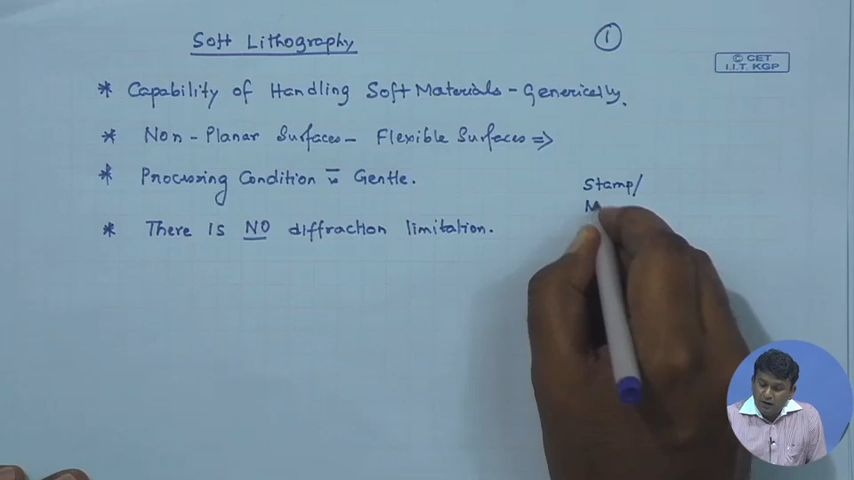 Soft Lithography
1
© CET
I.I.T. KGP
* Capability of Handling Soft Materials - Generically.
* Non-Planar Surfaces - Flexible Surfaces ⇒
* Processing Condition is Gentle.
Stamp/
M
* There is NO diffraction limitation.